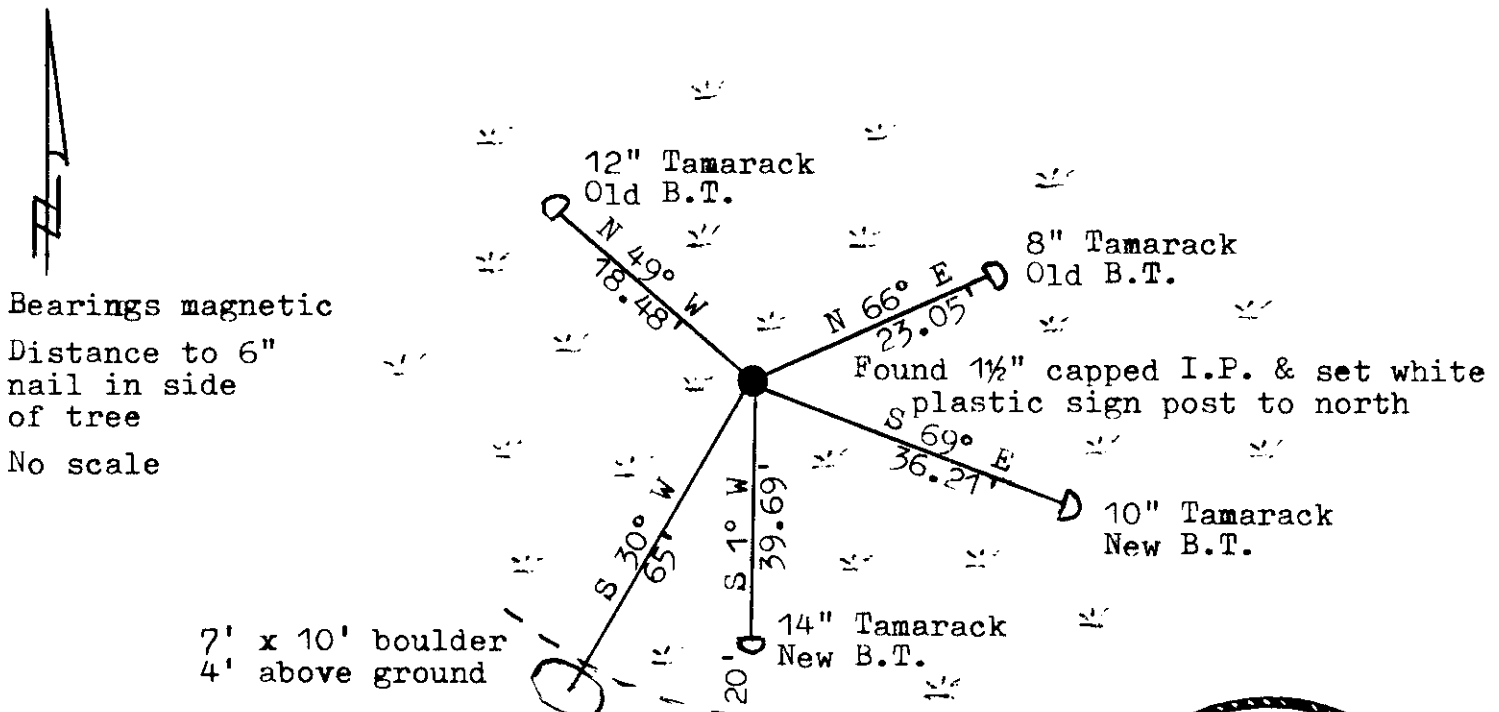 N
12" Tamarack
Old B.T.
N 49° W
18.48'
8" Tamarack
Old B.T.
N 66° E
23.05'
Bearings magnetic
Distance to 6"
nail in side
of tree
No scale
Found 1½" capped I.P. & set white
plastic sign post to north
S 69° E
36.21'
10" Tamarack
New B.T.
S 30° W
65'
S 1° W
39.69'
14" Tamarack
New B.T.
7' x 10' boulder
4' above ground
20'